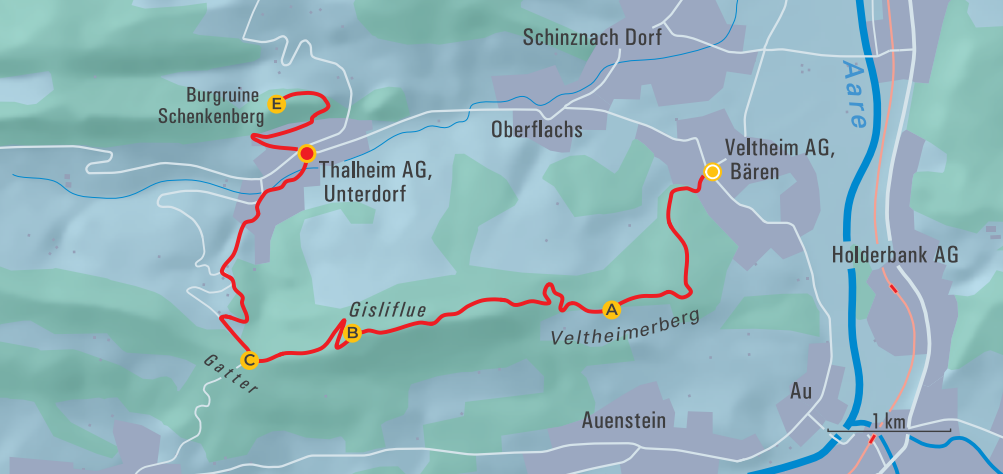 Schinznach Dorf
Aare
Burgruine
Schenkenberg
E
Oberflachs
Veltheim AG,
Bären
Thalheim AG,
Unterdorf
Holderbank AG
Gisliflue
A
Veltheimerberg
B
C
Gatter
Au
Auenstein
1 km